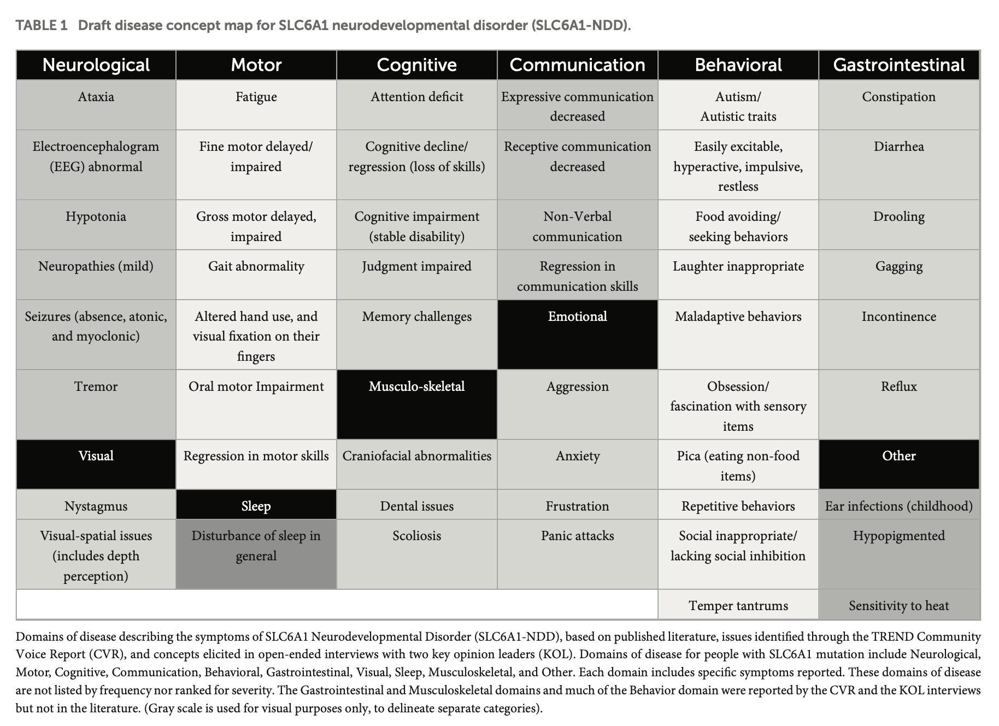 TABLE 1 Draft disease concept map for SLC6A1 neurodevelopmental disorder (SLC6A1-NDD).
Neurological Motor Cognitive Communication Behavioral Gastrointestinal
Ataxia Fatigue Attention deficit Expressive communication decreased Autism/ Autistic traits Constipation
Electroencephalogram (EEG) abnormal Fine motor delayed/ impaired Cognitive decline/ regression (loss of skills) Receptive communication decreased Easily excitable, hyperactive, impulsive, restless Diarrhea
Hypotonia Gross motor delayed, impaired Cognitive impairment (stable disability) Non-Verbal communication Food avoiding/ seeking behaviors Drooling
Neuropathies (mild) Gait abnormality Judgment impaired Regression in communication skills Laughter inappropriate Gagging
Seizures (absence, atonic, and myoclonic) Altered hand use, and visual fixation on their fingers Memory challenges Emotional Maladaptive behaviors Incontinence
Tremor Oral motor Impairment Musculo-skeletal Aggression Obsession/ fascination with sensory items Reflux
Visual Regression in motor skills Craniofacial abnormalities Anxiety Pica (eating non-food items) Other
Nystagmus Sleep Dental issues Frustration Repetitive behaviors Ear infections (childhood)
Visual-spatial issues (includes depth perception) Disturbance of sleep in general Scoliosis Panic attacks Social inappropriate/ lacking social inhibition Hypopigmented
Temper tantrums Sensitivity to heat
Domains of disease describing the symptoms of SLC6A1 Neurodevelopmental Disorder (SLC6A1-NDD), based on published literature, issues identified through the TREND Community
Voice Report (CVR), and concepts elicited in open-ended interviews with two key opinion leaders (KOL). Domains of disease for people with SLC6A1 mutation include Neurological,
Motor, Cognitive, Communication, Behavioral, Gastrointestinal, Visual, Sleep, Musculoskeletal, and Other. Each domain includes specific symptoms reported. These domains of disease
are not listed by frequency nor ranked for severity. The Gastrointestinal and Musculoskeletal domains and much of the Behavior domain were reported by the CVR and the KOL interviews
but not in the literature. (Gray scale is used for visual purposes only, to delineate separate categories).